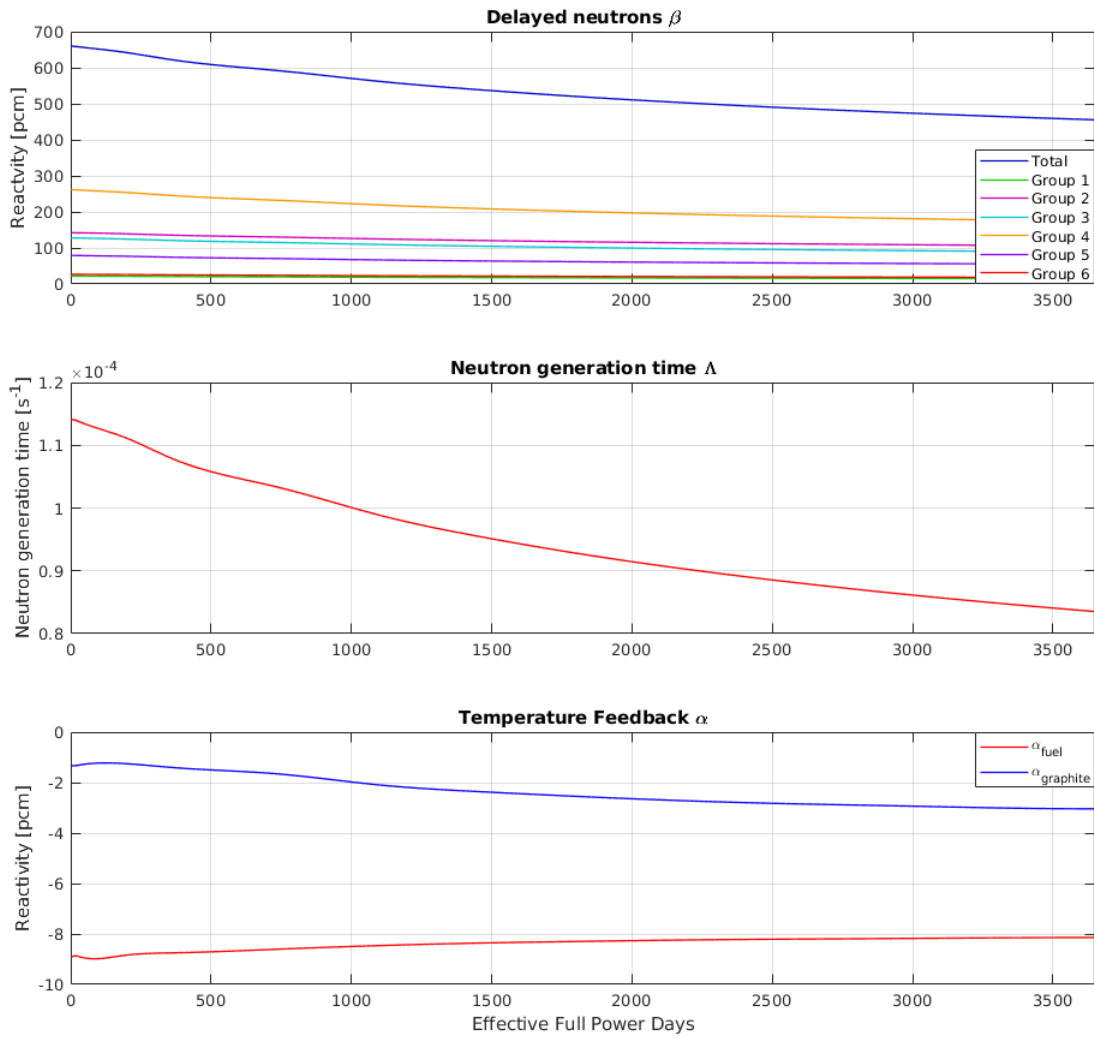 Delayed neutrons β
Reactvity [pcm]
700
600
500
400
300
200
100
0
Total
Group 1
Group 2
Group 3
Group 4
Group 5
Group 6
0 500 1000 1500 2000 2500 3000 3500
Neutron generation time Λ
×10⁻⁴
Neutron generation time [s⁻¹]
1.2
1.1
1
0.9
0.8
0 500 1000 1500 2000 2500 3000 3500
Temperature Feedback α
Reactivity [pcm]
0
-2
-4
-6
-8
-10
α_fuel
α_graphite
0 500 1000 1500 2000 2500 3000 3500
Effective Full Power Days